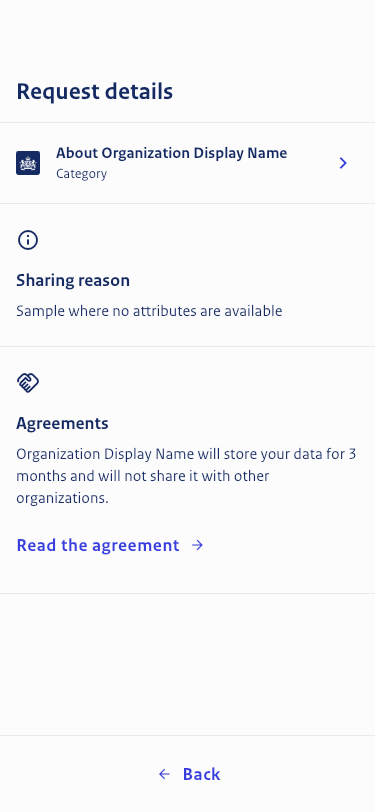 Request details
About Organization Display Name
Category
Sharing reason
Sample where no attributes are available
Agreements
Organization Display Name will store your data for 3
months and will not share it with other
organizations.
Read the agreement
Back